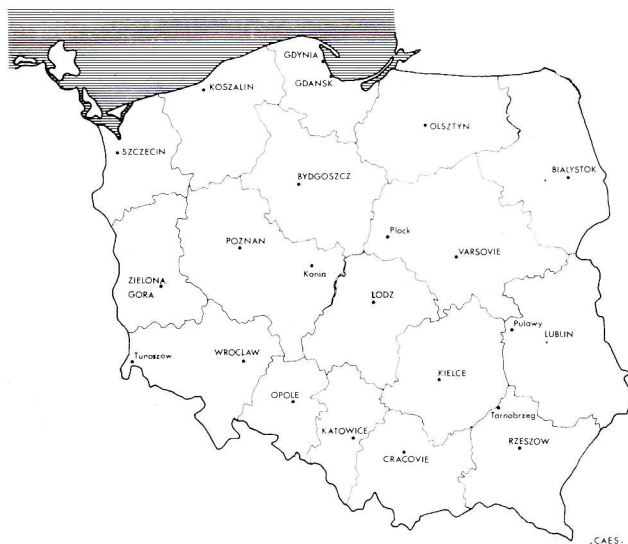 GDYNIA
GDAŃSK
KOSZALIN
OLSZTYN
SZCZECIN
BIALYSTOK
BYDGOSZCZ
Plock
POZNAN
VARSOVIE
Konin
ZIELONA
GORA
LODZ
Pulawy
LUBLIN
Turoszow
WROCLAW
KIELCE
OPOLE
Tarnobrzeg
KATOWICE
RZESZOW
CRACOVIE
.CAES.